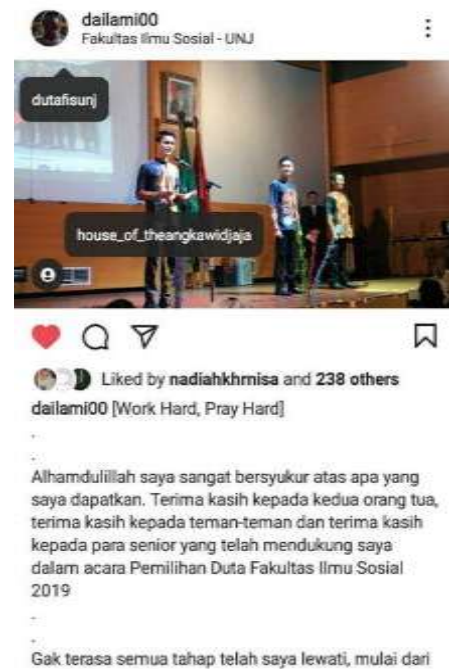 dailami00
Fakultas Ilmu Sosial - UNJ
dutafisunj
house_of_theangkawidjaja
Liked by nadiahkhrnisa and 238 others
dailami00 [Work Hard, Pray Hard]
.
.
Alhamdulillah saya sangat bersyukur atas apa yang
saya dapatkan. Terima kasih kepada kedua orang tua,
terima kasih kepada teman-teman dan terima kasih
kepada para senior yang telah mendukung saya
dalam acara Pemilihan Duta Fakultas Ilmu Sosial
2019
.
.
Gak terasa semua tahap telah saya lewati, mulai dari